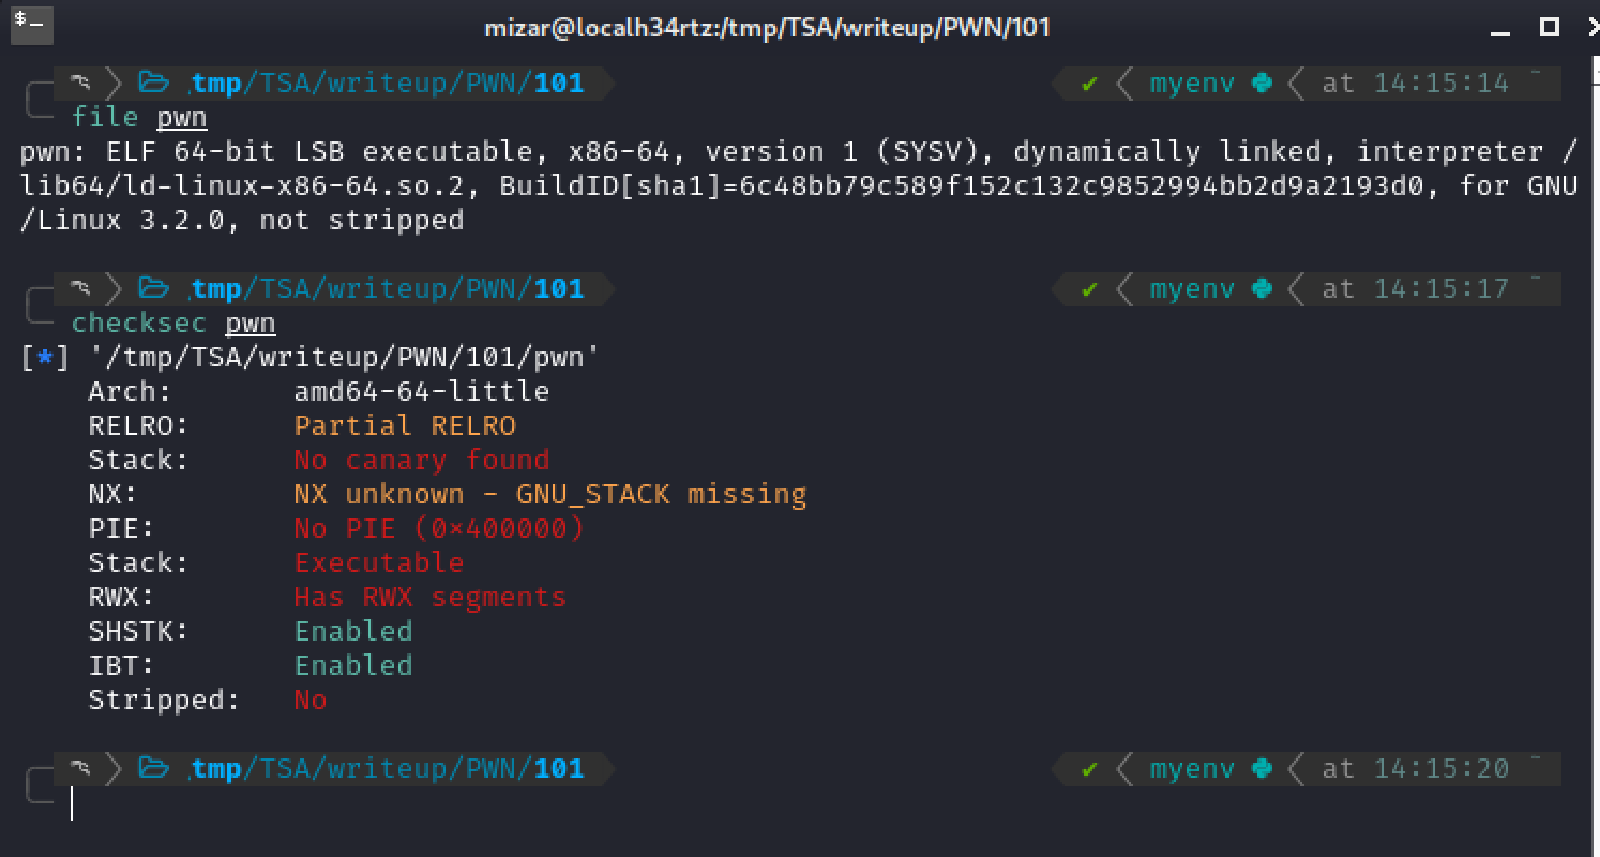 $_
mizar@localh34rtz:/tmp/TSA/writeup/PWN/101
/tmp/TSA/writeup/PWN/101 ✔ myenv at 14:15:14
file pwn
pwn: ELF 64-bit LSB executable, x86-64, version 1 (SYSV), dynamically linked, interpreter /
lib64/ld-linux-x86-64.so.2, BuildID[sha1]=6c48bb79c589f152c132c9852994bb2d9a2193d0, for GNU
/Linux 3.2.0, not stripped
/tmp/TSA/writeup/PWN/101 ✔ myenv at 14:15:17
checksec pwn
[*] '/tmp/TSA/writeup/PWN/101/pwn'
Arch: amd64-64-little
RELRO: Partial RELRO
Stack: No canary found
NX: NX unknown - GNU_STACK missing
PIE: No PIE (0×400000)
Stack: Executable
RWX: Has RWX segments
SHSTK: Enabled
IBT: Enabled
Stripped: No
/tmp/TSA/writeup/PWN/101 ✔ myenv at 14:15:20